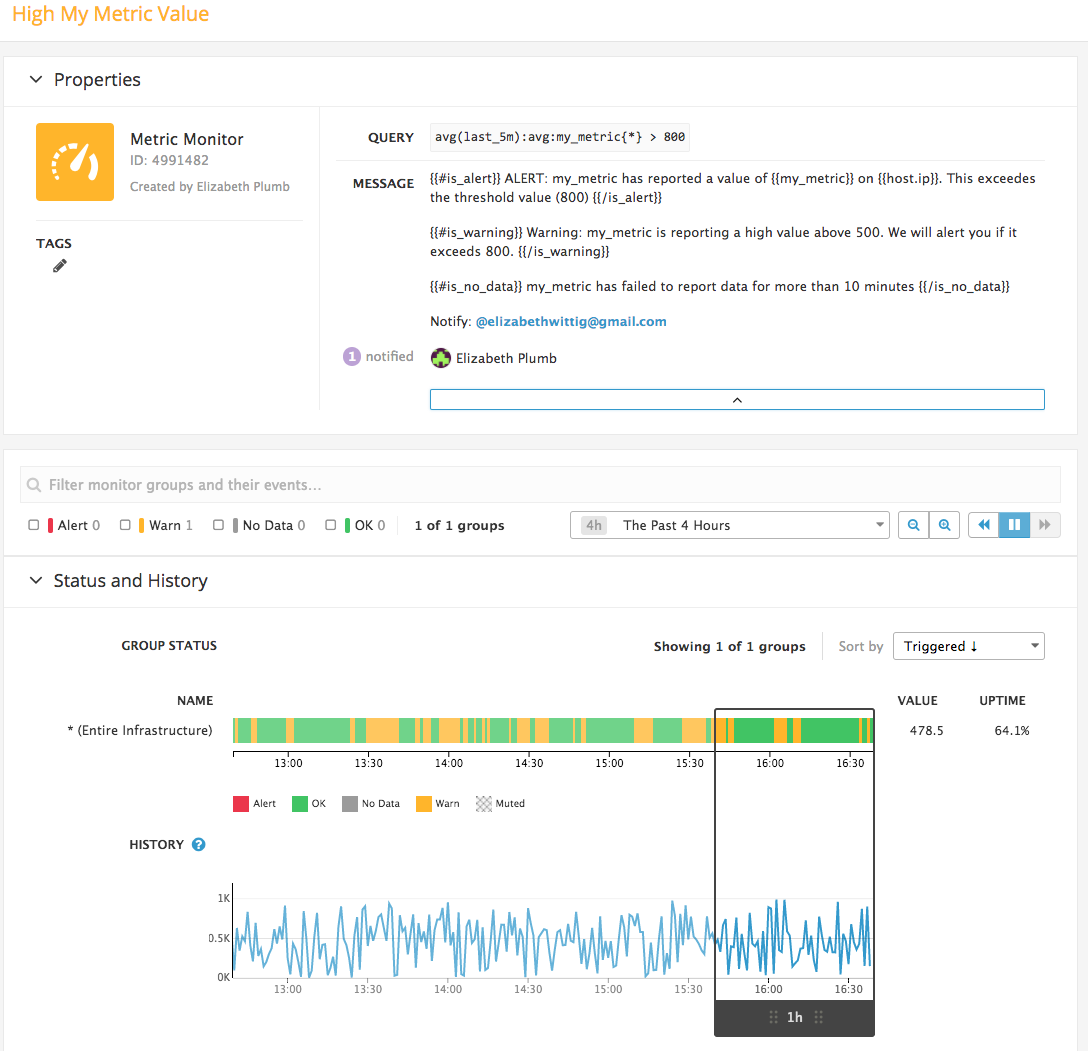 High My Metric Value
Properties
Metric Monitor
ID: 4991482
Created by Elizabeth Plumb
TAGS
QUERY
avg(last_5m):avg:my_metric{*} > 800
MESSAGE
{{#is_alert}} ALERT: my_metric has reported a value of {{my_metric}} on {{host.ip}}. This exceedes
the threshold value (800) {{/is_alert}}
{{#is_warning}} Warning: my_metric is reporting a high value above 500. We will alert you if it
exceeds 800. {{/is_warning}}
{{#is_no_data}} my_metric has failed to report data for more than 10 minutes {{/is_no_data}}
Notify: @elizabethwittig@gmail.com
1 notified
Elizabeth Plumb
Filter monitor groups and their events...
Alert 0 Warn 1 No Data 0 OK 0 1 of 1 groups 4h The Past 4 Hours
Status and History
GROUP STATUS Showing 1 of 1 groups Sort by Triggered ↓
NAME VALUE UPTIME
* (Entire Infrastructure) 478.5 64.1%
13:00 13:30 14:00 14:30 15:00 15:30 16:00 16:30
Alert OK No Data Warn Muted
HISTORY ?
1K
0.5K
0K
13:00 13:30 14:00 14:30 15:00 15:30 16:00 16:30
1h